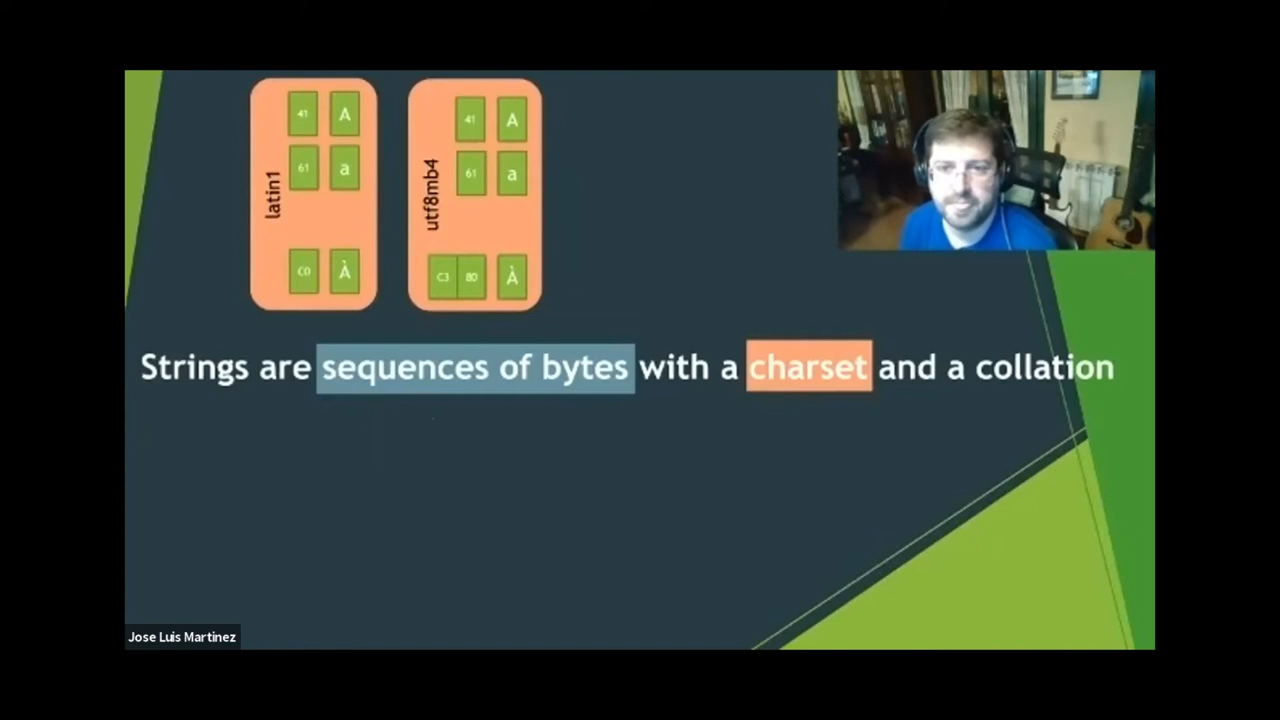 latin1
41 A
61 a
C0 À
utf8mb4
41 A
61 a
C3 80 À
Strings are sequences of bytes with a charset and a collation
Jose Luis Martinez